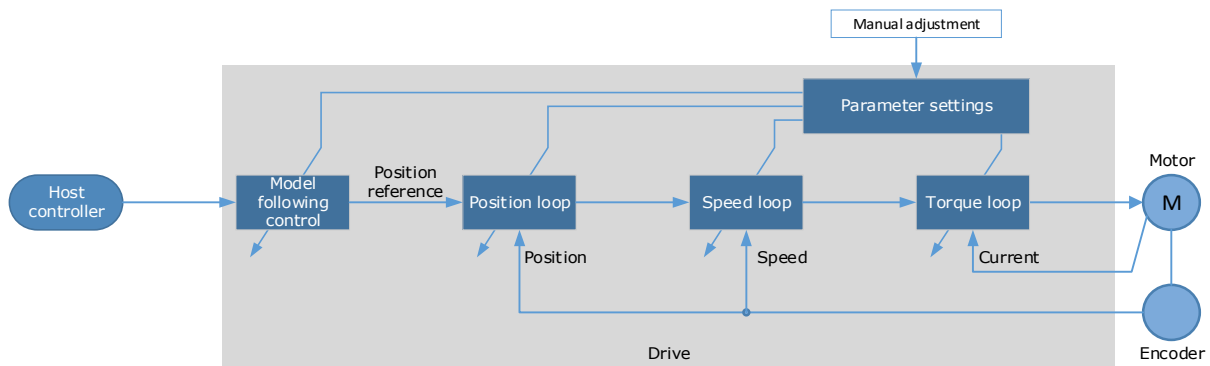 Manual adjustment
Parameter settings
Motor
Host
controller
Model
following
control
Position
reference
Position loop
Speed loop
Torque loop
M
Position
Speed
Current
Drive
Encoder